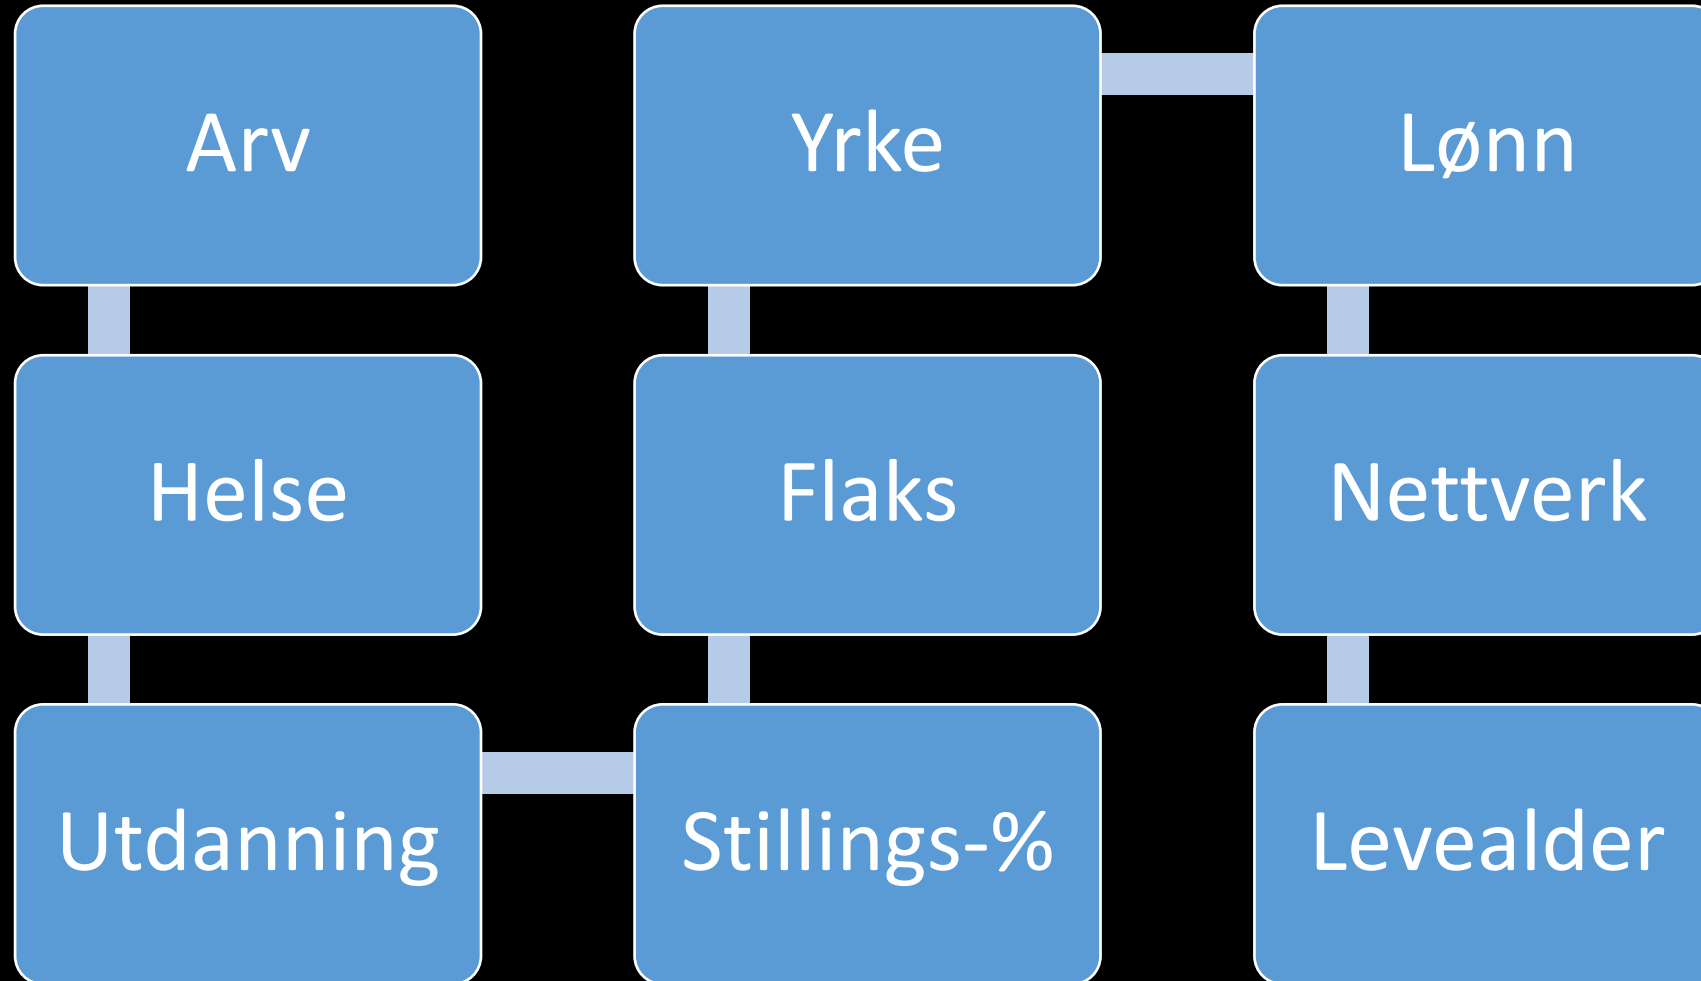 Arv
Helse
Utdanning
Stillings-%
Flaks
Yrke
Lønn
Nettverk
Levealder